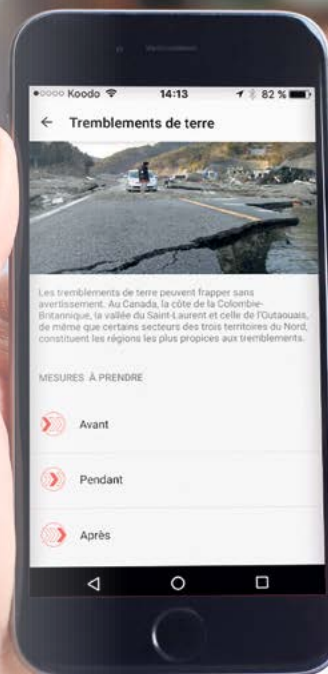 Koodo 14:13 82 %
Tremblements de terre
Les tremblements de terre peuvent frapper sans
avertissement. Au Canada, la côte de la Colombie-
Britannique, la vallée du Saint-Laurent et celle de l'Outaouais,
de même que certains secteurs des trois territoires du Nord,
constituent les régions les plus propices aux tremblements.
MESURES À PRENDRE
Avant
Pendant
Après